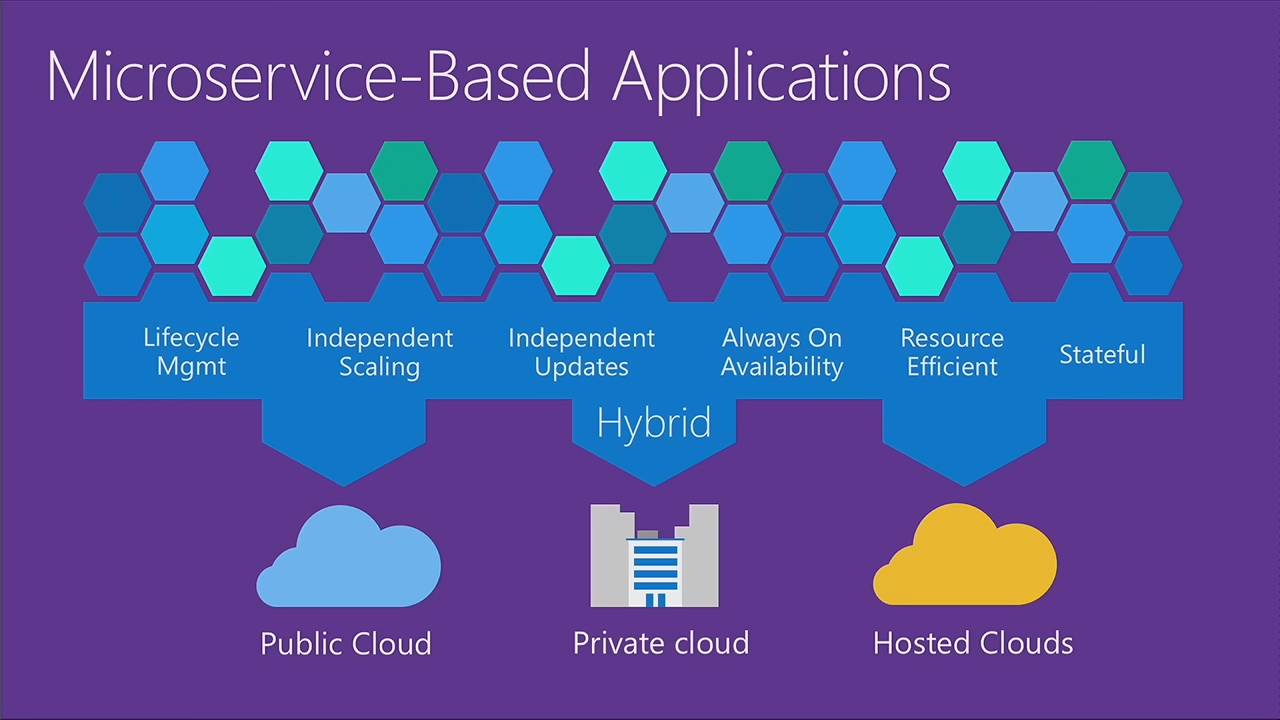 Microservice-Based Applications
Lifecycle
Mgmt
Independent
Scaling
Independent
Updates
Always On
Availability
Resource
Efficient
Stateful
Hybrid
Public Cloud
Private cloud
Hosted Clouds